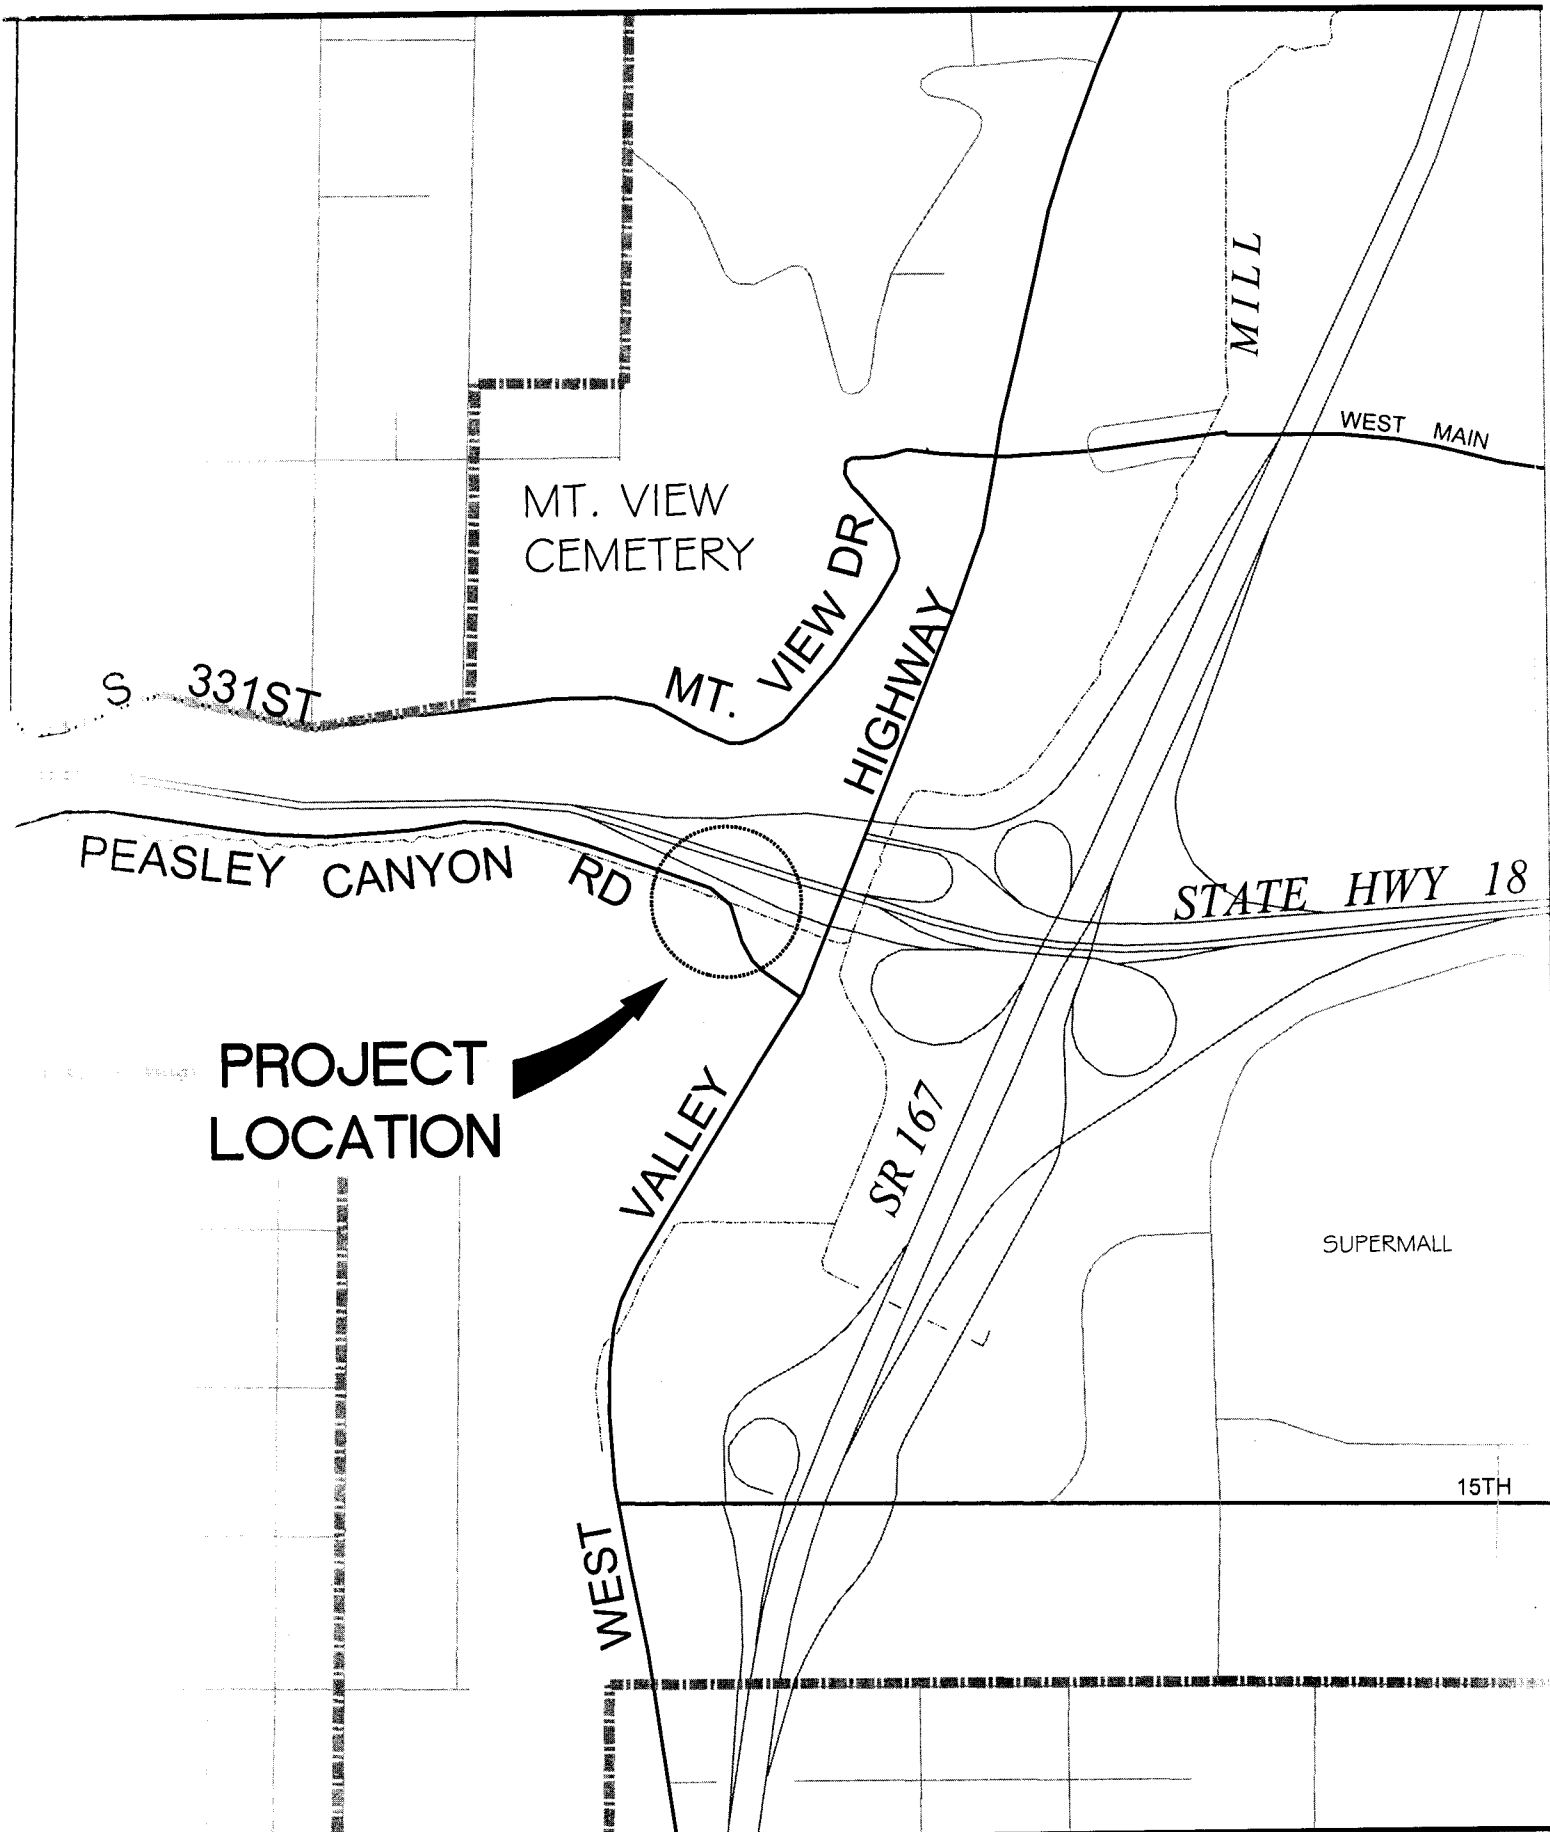 MILL
WEST MAIN
MT. VIEW
CEMETERY
MT. VIEW DR
HIGHWAY
S 331ST
PEASLEY CANYON RD
STATE HWY 18
PROJECT
LOCATION
VALLEY
SR 167
SUPERMALL
15TH
WEST